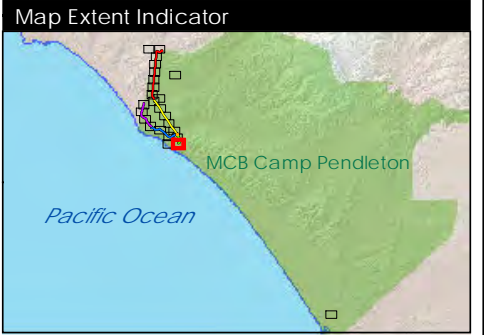 Map Extent Indicator
MCB Camp Pendleton
Pacific Ocean